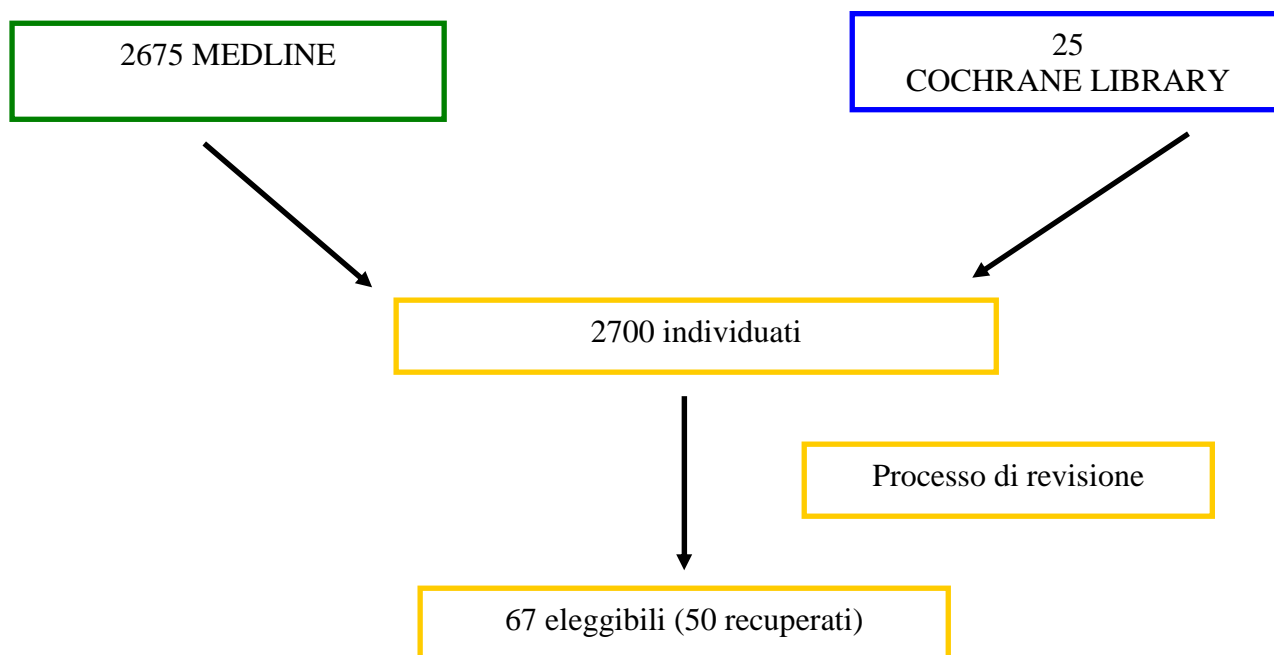 2675 MEDLINE
25
COCHRANE LIBRARY
2700 individuati
Processo di revisione
67 eleggibili (50 recuperati)